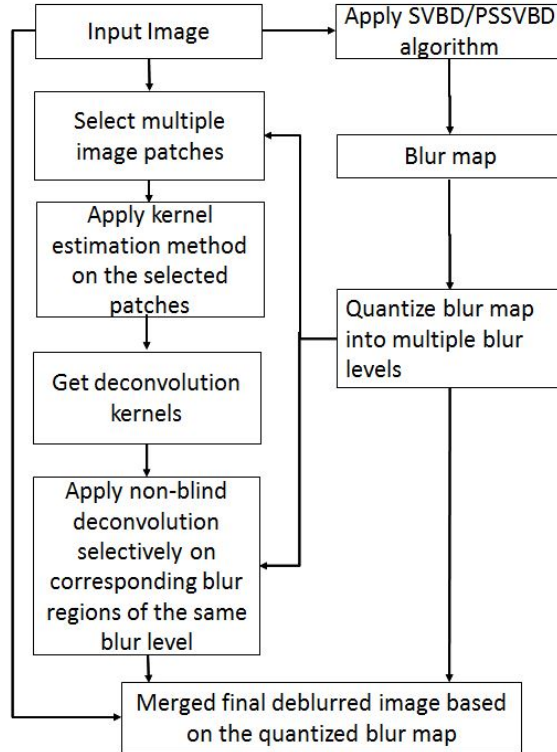 Input Image
Apply SVBD/PSSVBD
algorithm
Select multiple
image patches
Blur map
Apply kernel
estimation method
on the selected
patches
Quantize blur map
into multiple blur
levels
Get deconvolution
kernels
Apply non-blind
deconvolution
selectively on
corresponding blur
regions of the same
blur level
Merged final deblurred image based
on the quantized blur map